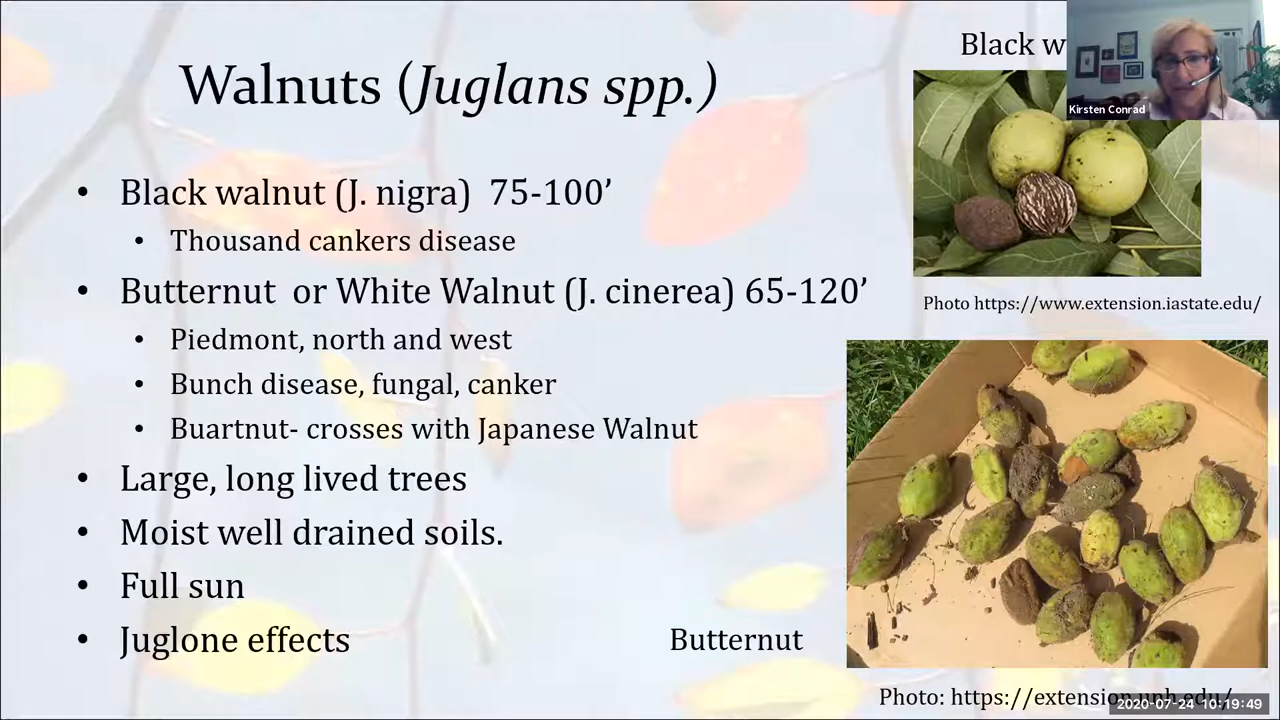 Black w
Kirsten Conrad
Walnuts (Juglans spp.)
• Black walnut (J. nigra)  75-100’
• Thousand cankers disease
• Butternut  or White Walnut (J. cinerea) 65-120’
• Piedmont, north and west
• Bunch disease, fungal, canker
• Buartnut- crosses with Japanese Walnut
• Large, long lived trees
• Moist well drained soils.
• Full sun
• Juglone effects
Photo https://www.extension.iastate.edu/
Butternut
Photo: https://extension.unh.edu/
2020-07-24 10:19:49